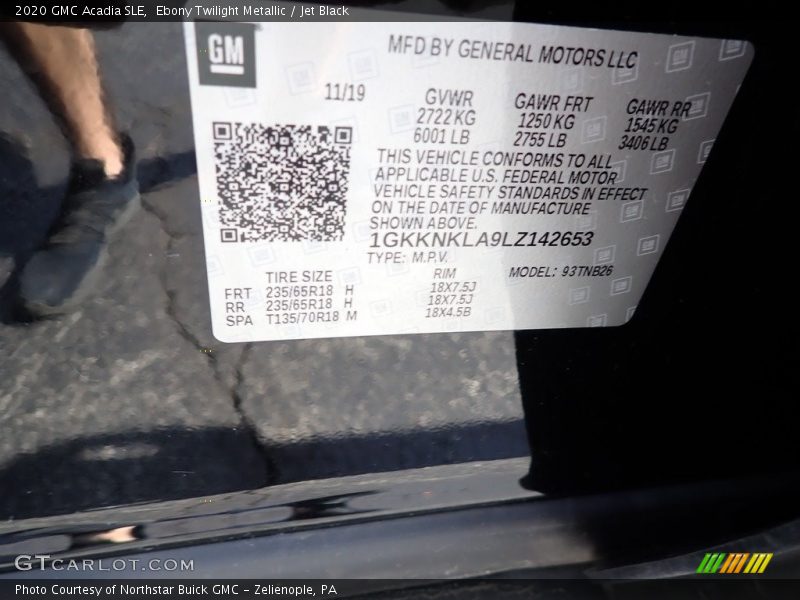 2020 GMC Acadia SLE, Ebony Twilight Metallic / Jet Black
GM
MFD BY GENERAL MOTORS LLC
11/19
GVWR GAWR FRT GAWR RR
2722 KG 1250 KG 1545 KG
6001 LB 2755 LB 3406 LB
THIS VEHICLE CONFORMS TO ALL
APPLICABLE U.S. FEDERAL MOTOR
VEHICLE SAFETY STANDARDS IN EFFECT
ON THE DATE OF MANUFACTURE
SHOWN ABOVE.
1GKKNKLA9LZ142653
TYPE: M.P.V. MODEL: 93TNB26
TIRE SIZE RIM
FRT 235/65R18 H 18X7.5J
RR 235/65R18 H 18X7.5J
SPA T135/70R18 M 18X4.5B
GTCARLOT.COM
Photo Courtesy of Northstar Buick GMC - Zelienople, PA